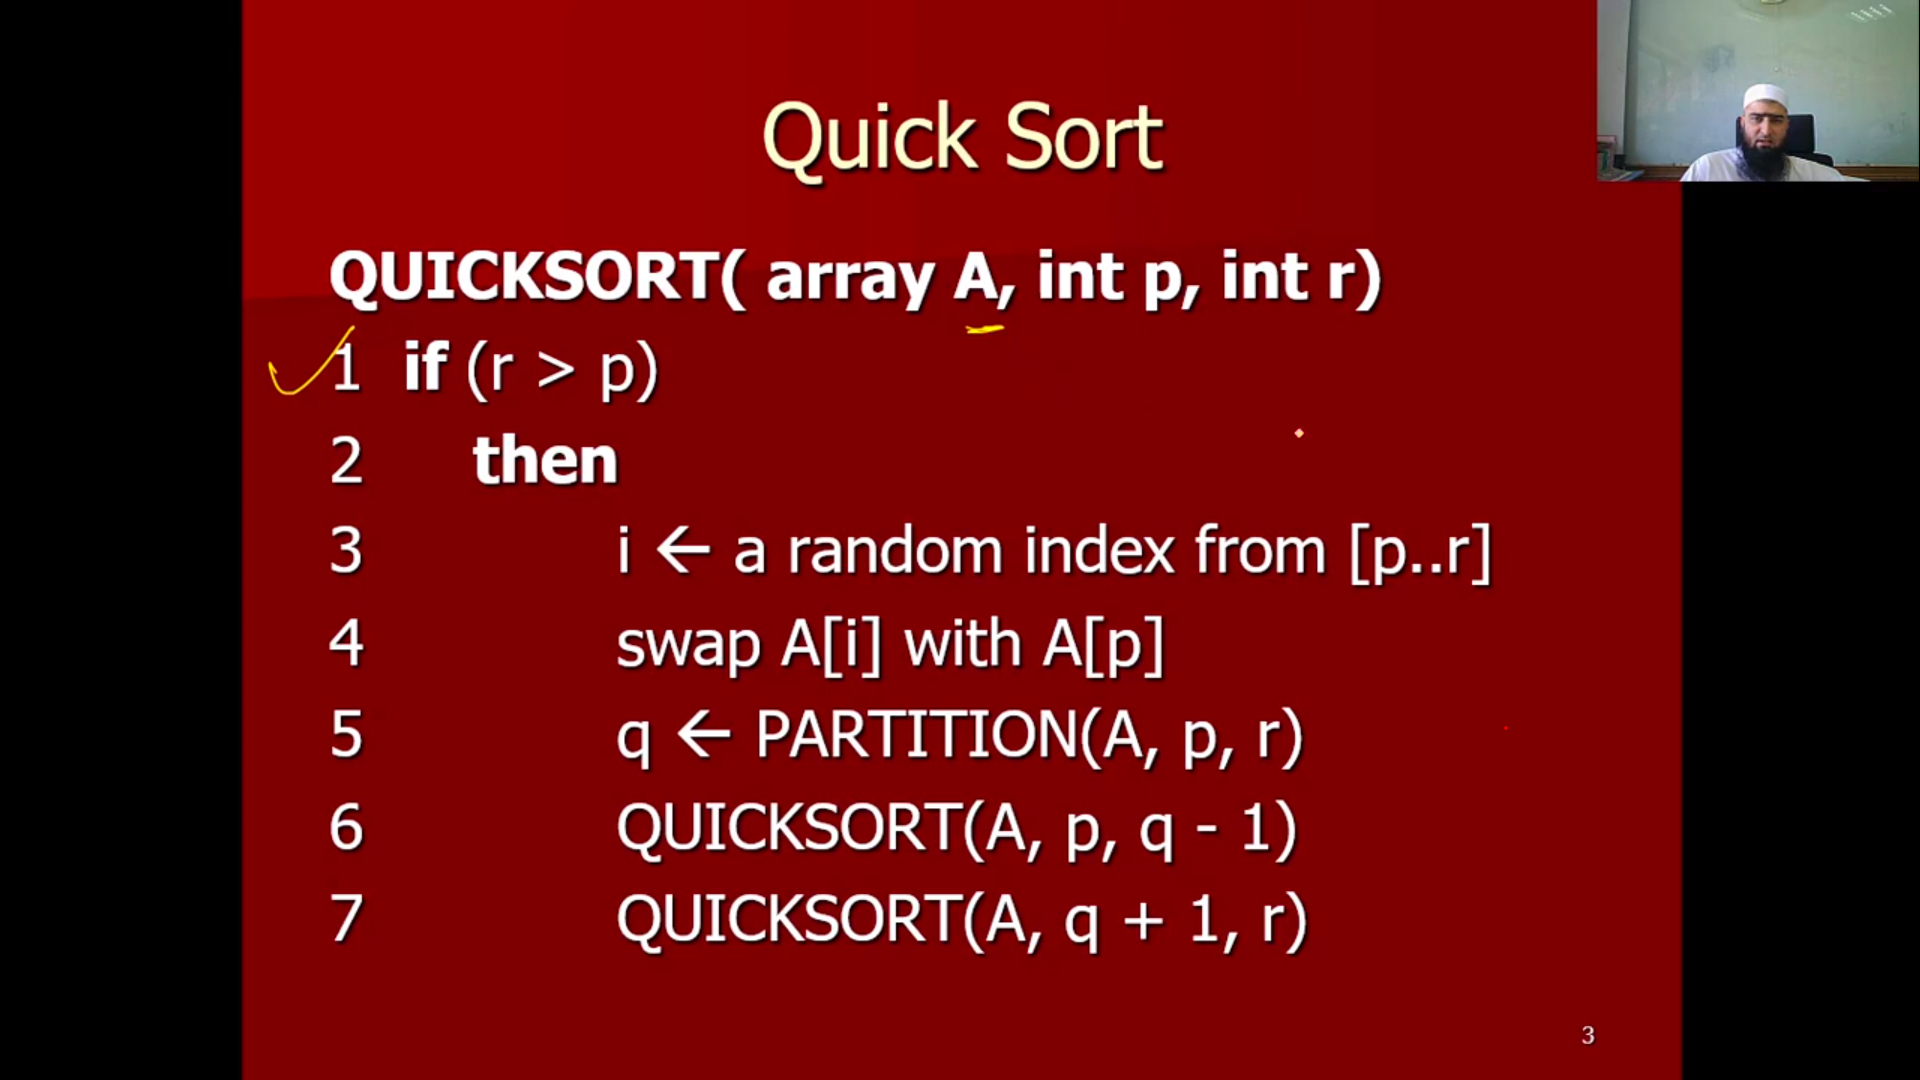 Quick Sort
QUICKSORT( array A, int p, int r)
1 if (r > p)
2 then
3 i ← a random index from [p..r]
4 swap A[i] with A[p]
5 q ← PARTITION(A, p, r)
6 QUICKSORT(A, p, q - 1)
7 QUICKSORT(A, q + 1, r)
3